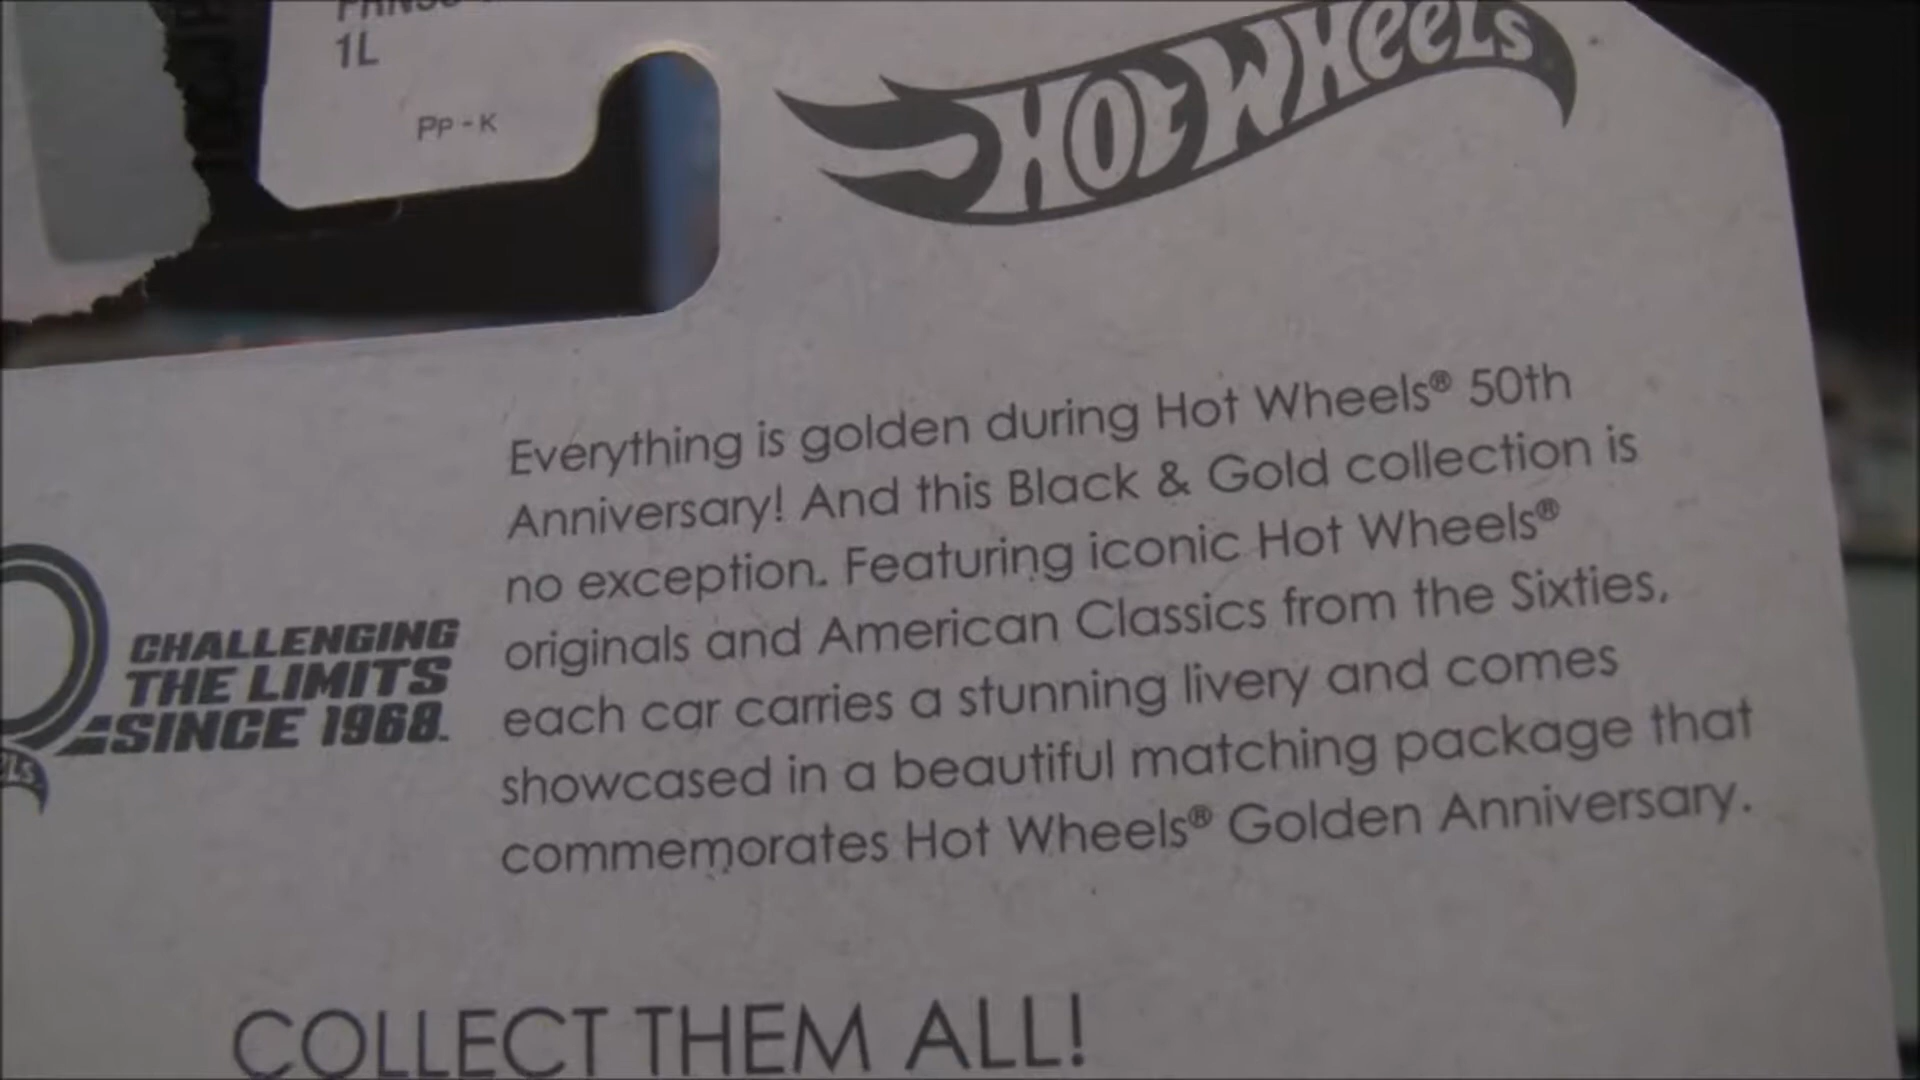 1L
Pp-K
HOT WHEELS
Everything is golden during Hot Wheels® 50th
Anniversary! And this Black & Gold collection is
no exception. Featuring iconic Hot Wheels®
originals and American Classics from the Sixties,
each car carries a stunning livery and comes
showcased in a beautiful matching package that
commemorates Hot Wheels® Golden Anniversary.
CHALLENGING
THE LIMITS
SINCE 1968.
COLLECT THEM ALL!